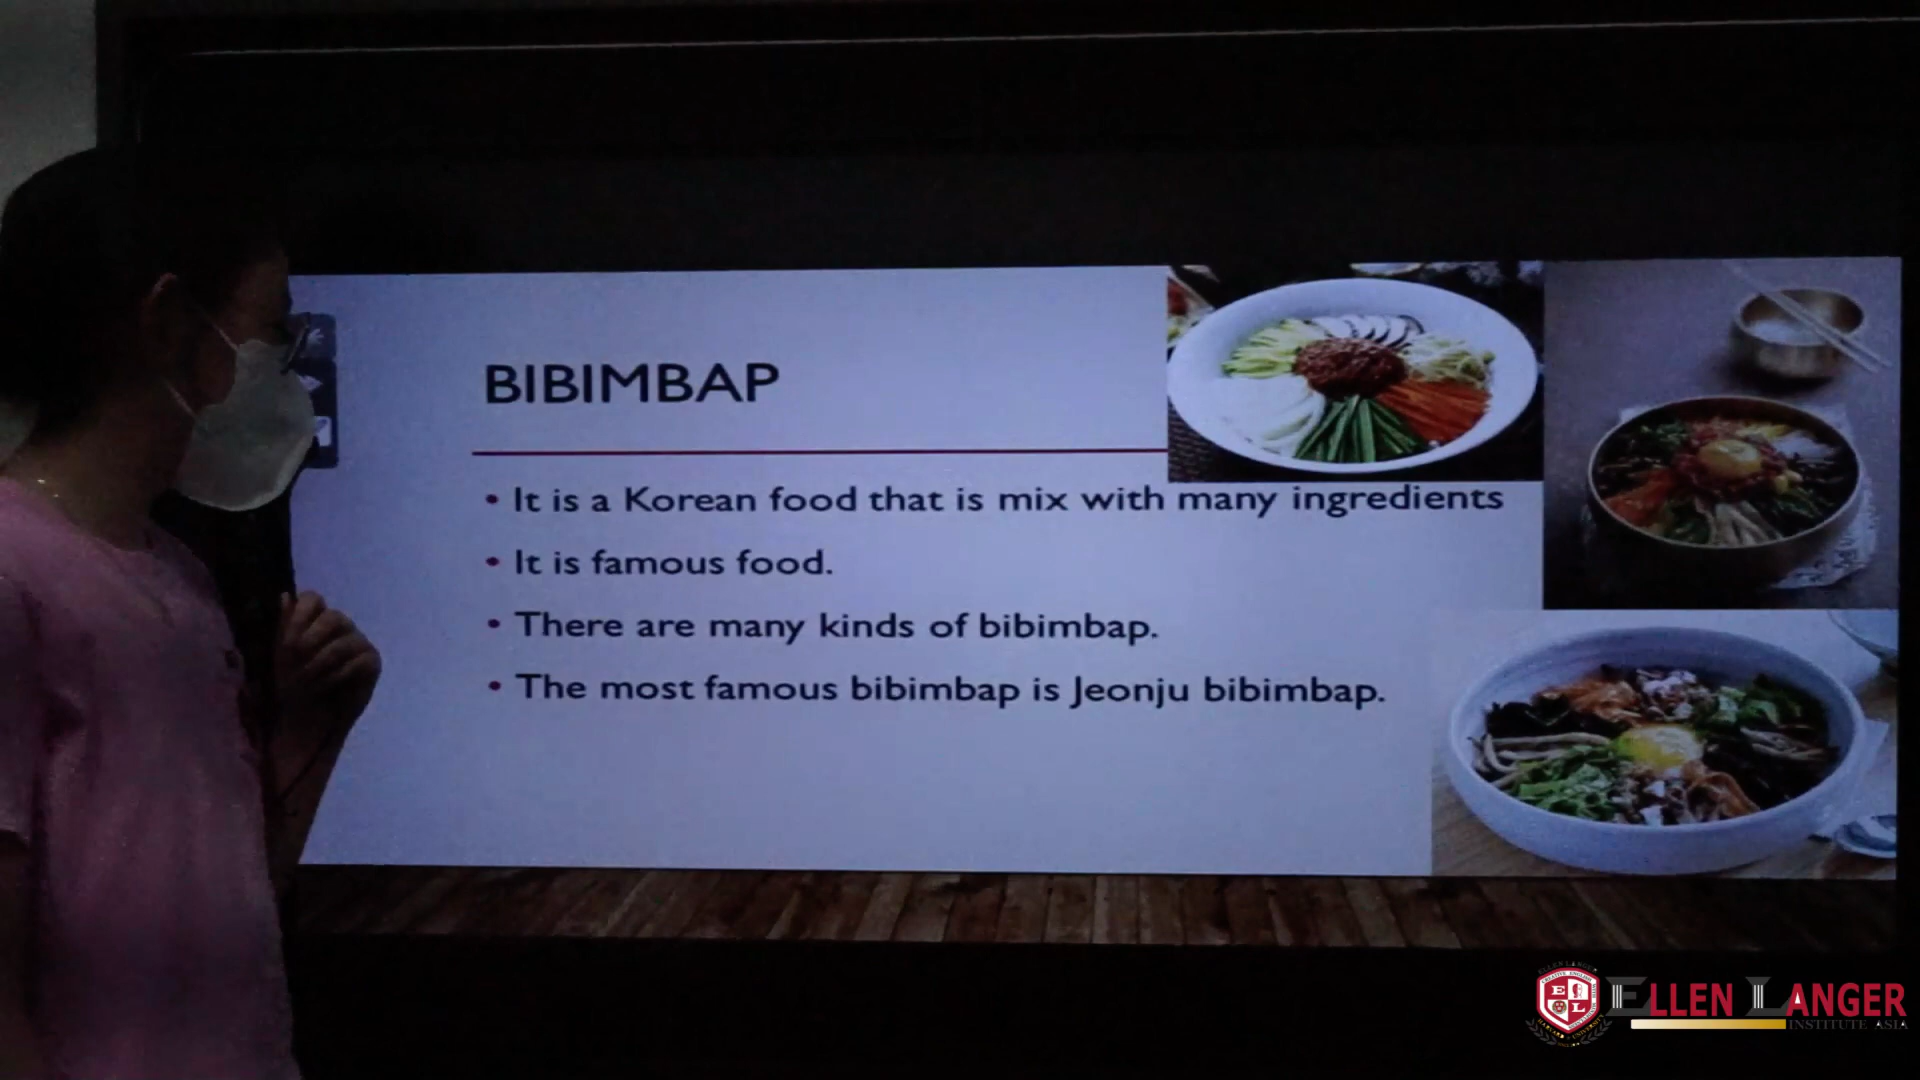 BIBIMBAP
• It is a Korean food that is mix with many ingredients
• It is famous food.
• There are many kinds of bibimbap.
• The most famous bibimbap is Jeonju bibimbap.
E L
ELLEN LANGER
INSTITUTE ASIA